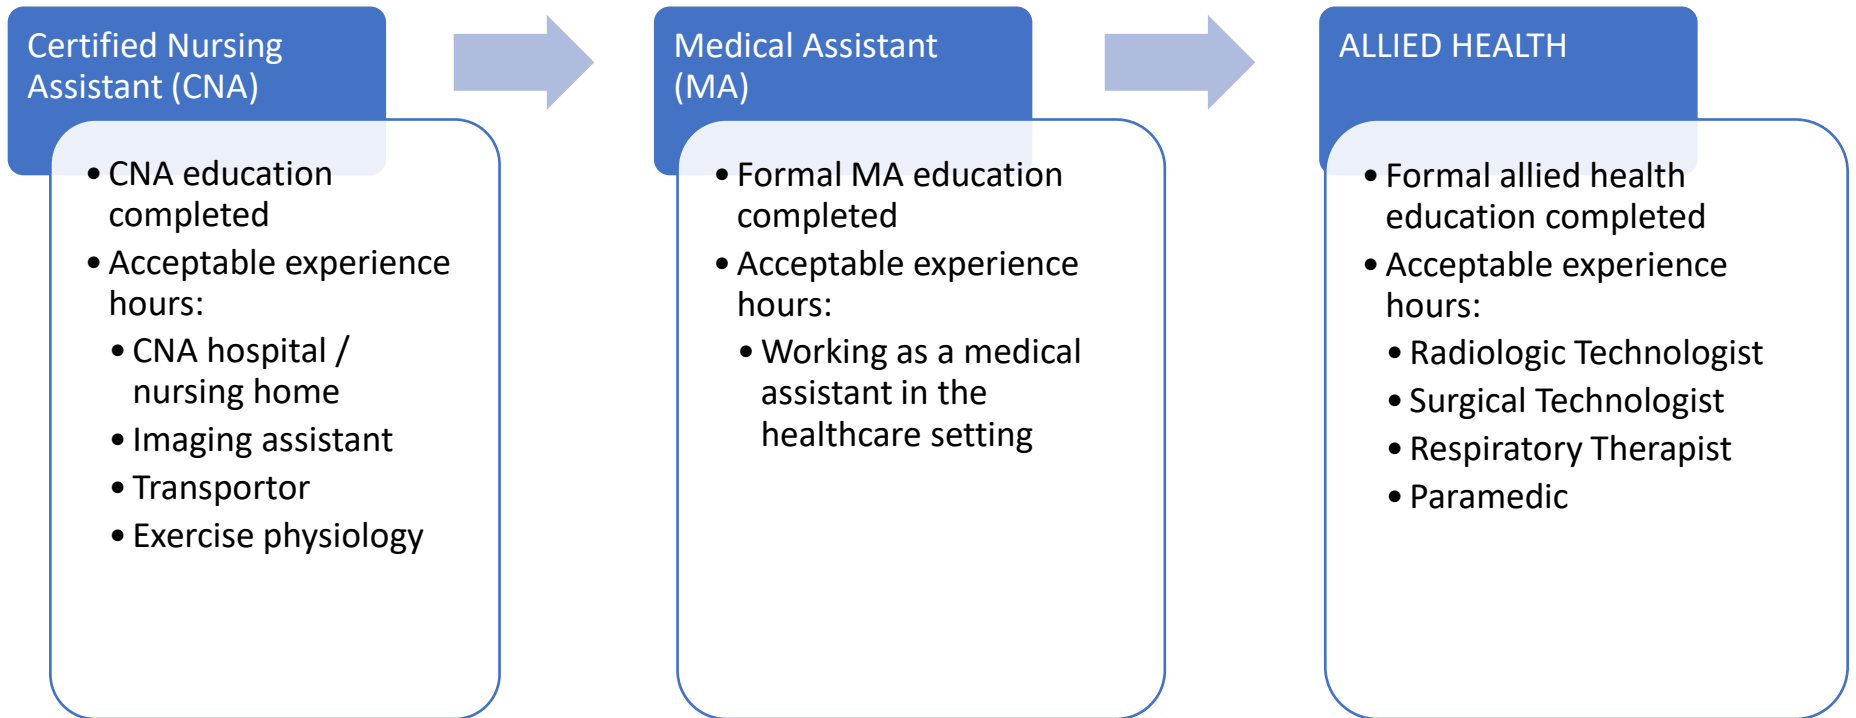 Certified Nursing
Assistant (CNA)
• CNA education
completed
• Acceptable experience
hours:
• CNA hospital /
nursing home
• Imaging assistant
• Transportor
• Exercise physiology
Medical Assistant
(MA)
• Formal MA education
completed
• Acceptable experience
hours:
• Working as a medical
assistant in the
healthcare setting
ALLIED HEALTH
• Formal allied health
education completed
• Acceptable experience
hours:
• Radiologic Technologist
• Surgical Technologist
• Respiratory Therapist
• Paramedic